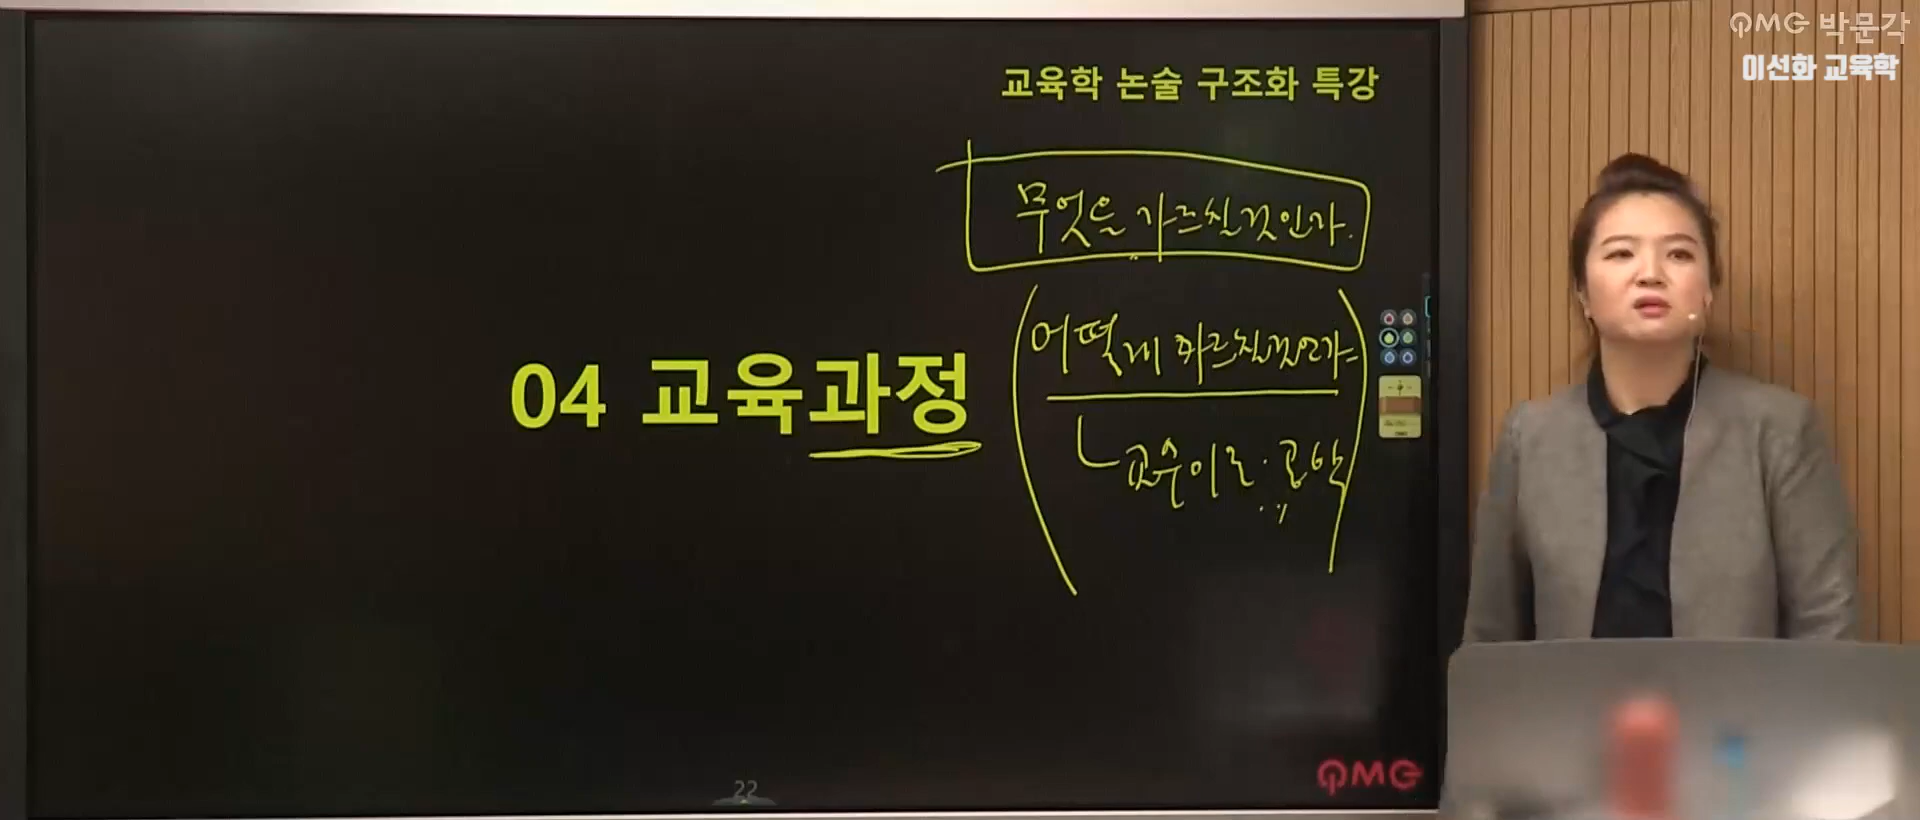 PMG 박문각
이선화 교육학
교육학 논술 구조화 특강
무엇을 가르칠것인가.
어떻게 가르칠것인가=
04 교육과정
교수이론·공학
22
PMG